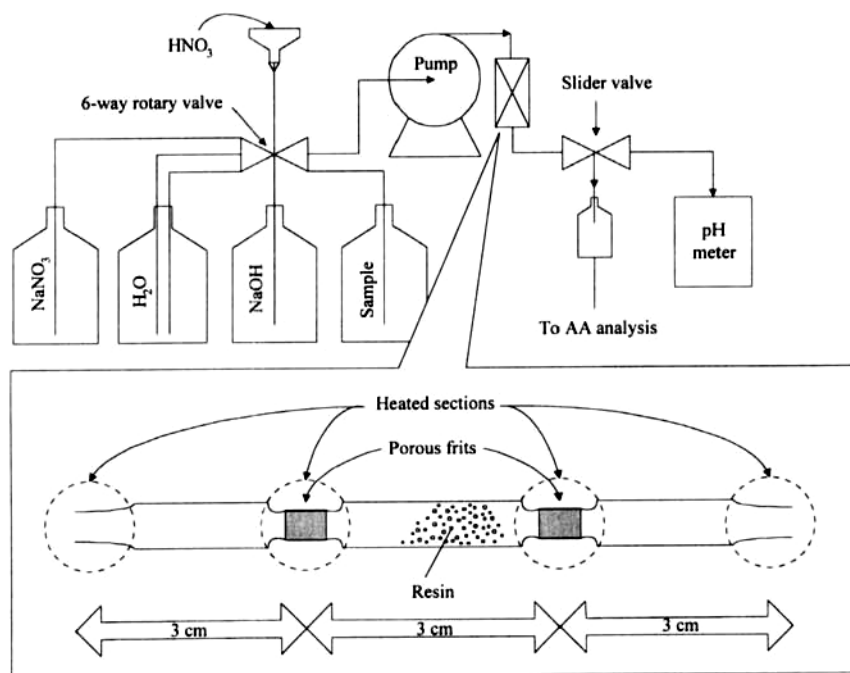 HNO3
Pump
6-way rotary valve
Slider valve
NaNO3
H2O
NaOH
Sample
pH
meter
To AA analysis
Heated sections
Porous frits
Resin
3 cm
3 cm
3 cm